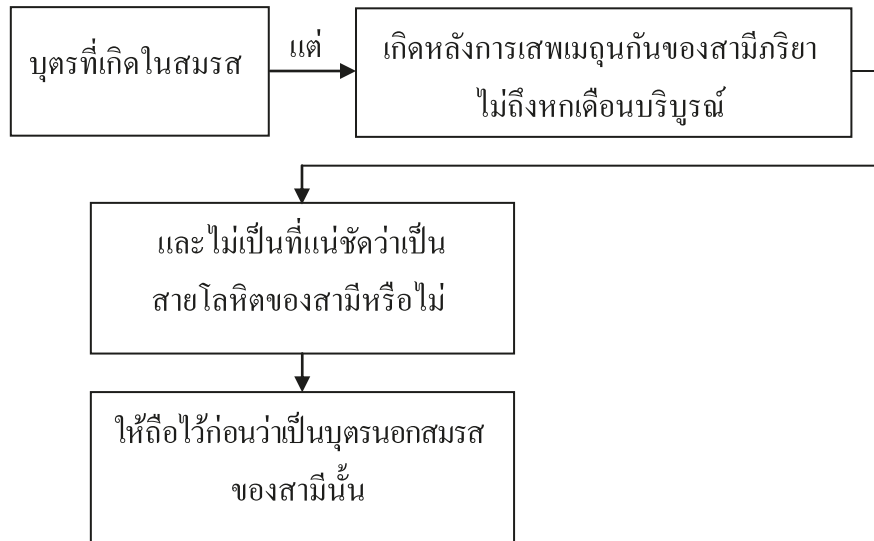 บุตรที่เกิดในสมรส
แต่
เกิดหลังการเสพเมถุนกันของสามีภริยา
ไม่ถึงหกเดือนบริบูรณ์
และไม่เป็นที่แน่ชัดว่าเป็น
สายโลหิตของสามีหรือไม่
ให้ถือไว้ก่อนว่าเป็นบุตรนอกสมรส
ของสามีนั้น